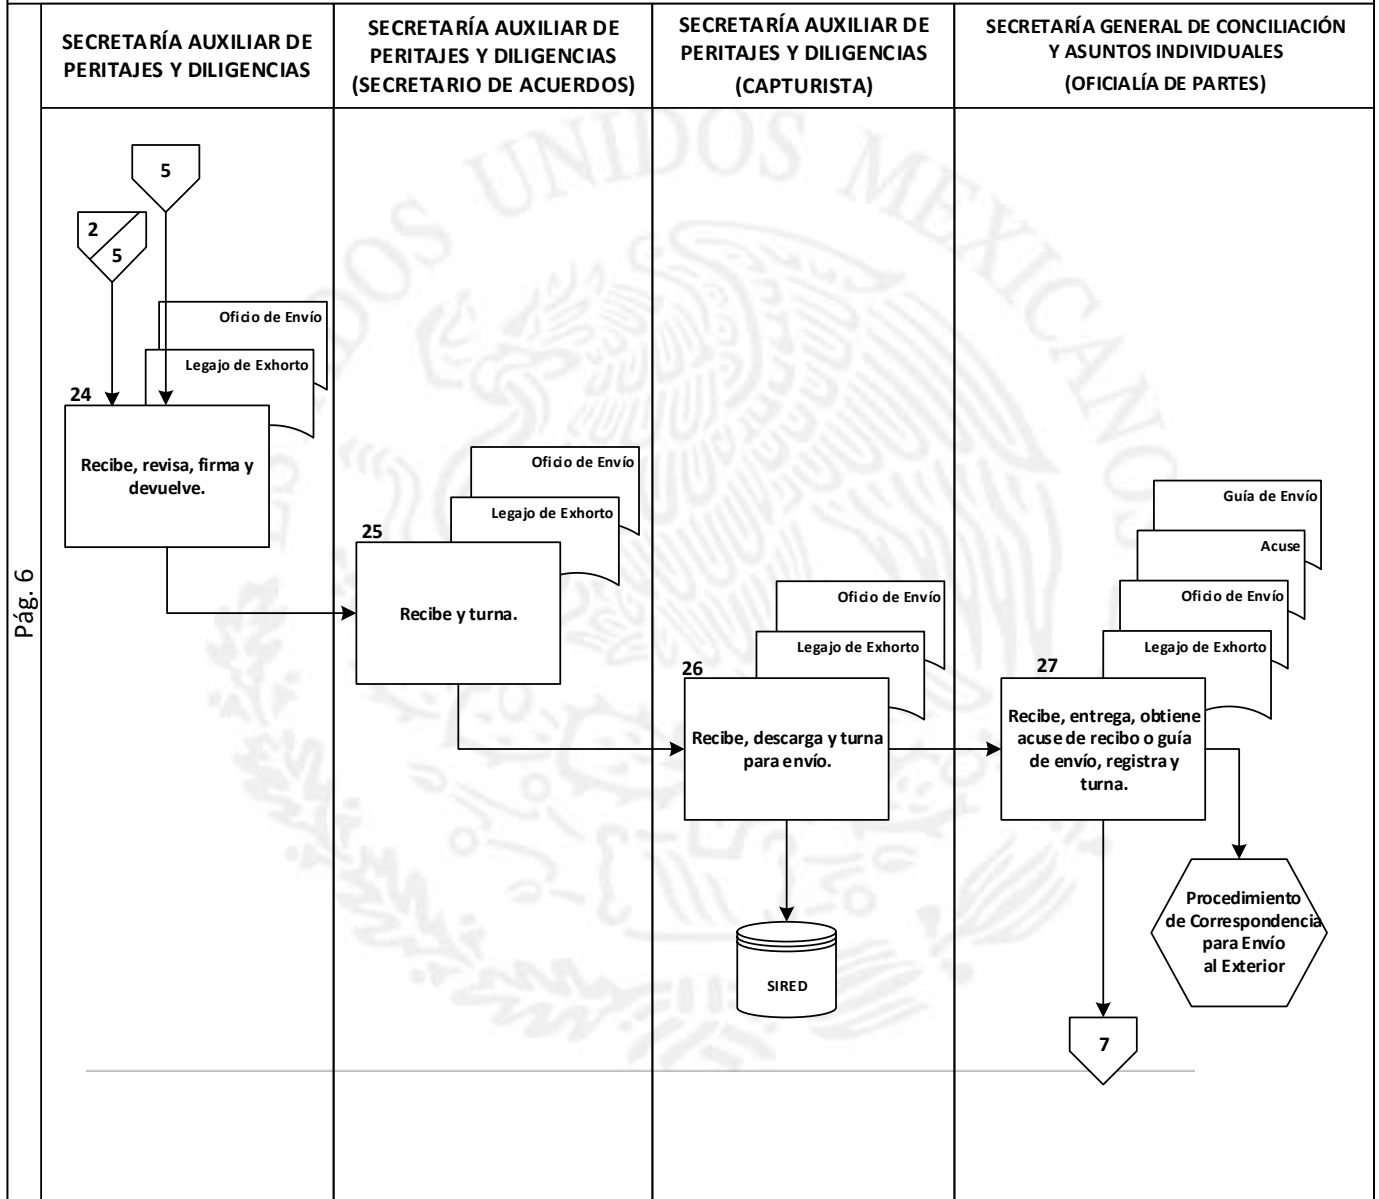 SECRETARÍA AUXILIAR DE
PERITAJES Y DILIGENCIAS
SECRETARÍA AUXILIAR DE
PERITAJES Y DILIGENCIAS
(SECRETARIO DE ACUERDOS)
SECRETARÍA AUXILIAR DE
PERITAJES Y DILIGENCIAS
(CAPTURISTA)
SECRETARÍA GENERAL DE CONCILIACIÓN
Y ASUNTOS INDIVIDUALES
(OFICIALÍA DE PARTES)
Pág. 6
UNIDOS MEXICANOS
5
2
5
Oficio de Envío
Legajo de Exhorto
24
Recibe, revisa, firma y
devuelve.
Oficio de Envío
Legajo de Exhorto
25
Recibe y turna.
Oficio de Envío
Legajo de Exhorto
26
Recibe, descarga y turna
para envío.
SIRED
Guía de Envío
Acuse
Oficio de Envío
Legajo de Exhorto
27
Recibe, entrega, obtiene
acuse de recibo o guía
de envío, registra y
turna.
Procedimiento
de Correspondencia
para Envío
al Exterior
7